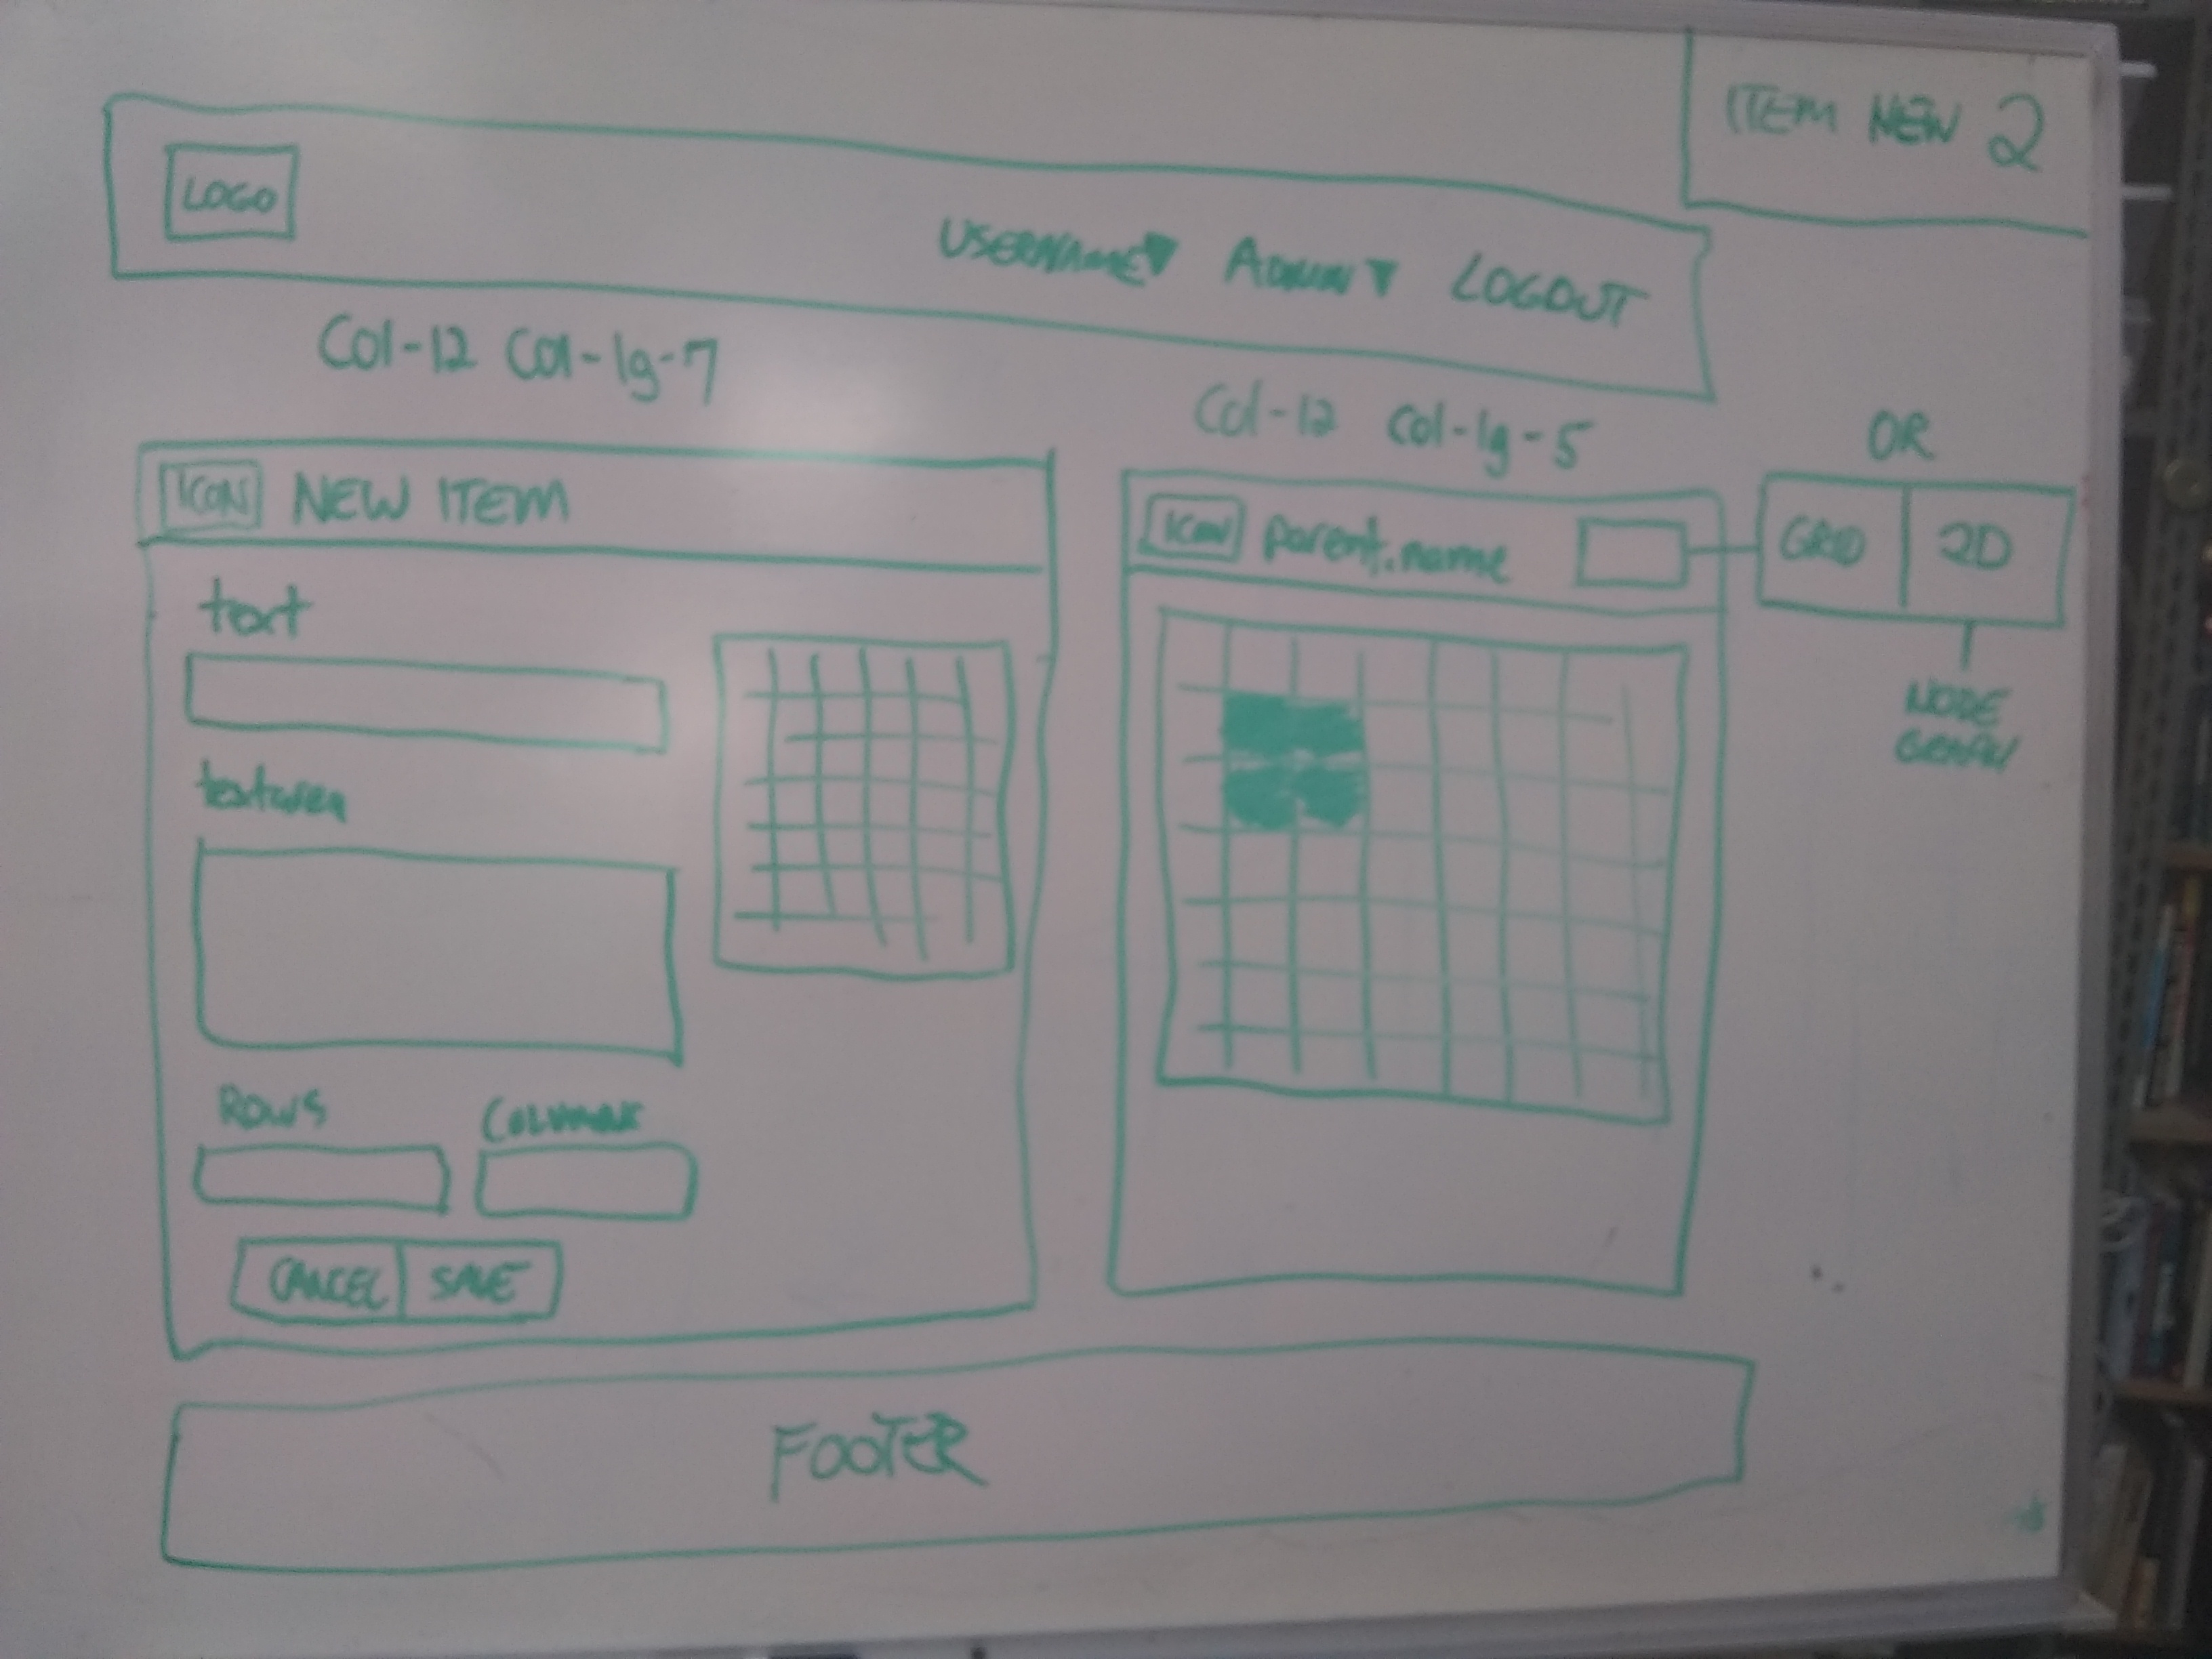 ITEM NEW 2
LOGO
USERNAME ADMIN LOGOUT
Col-12 Col-lg-7
Col-12 Col-lg-5
OR
ICON NEW ITEM
ICON parent.name
GRID 2D
text
NODE
GRAPH
textarea
ROWS COLUMNS
CANCEL SAVE
FOOTER